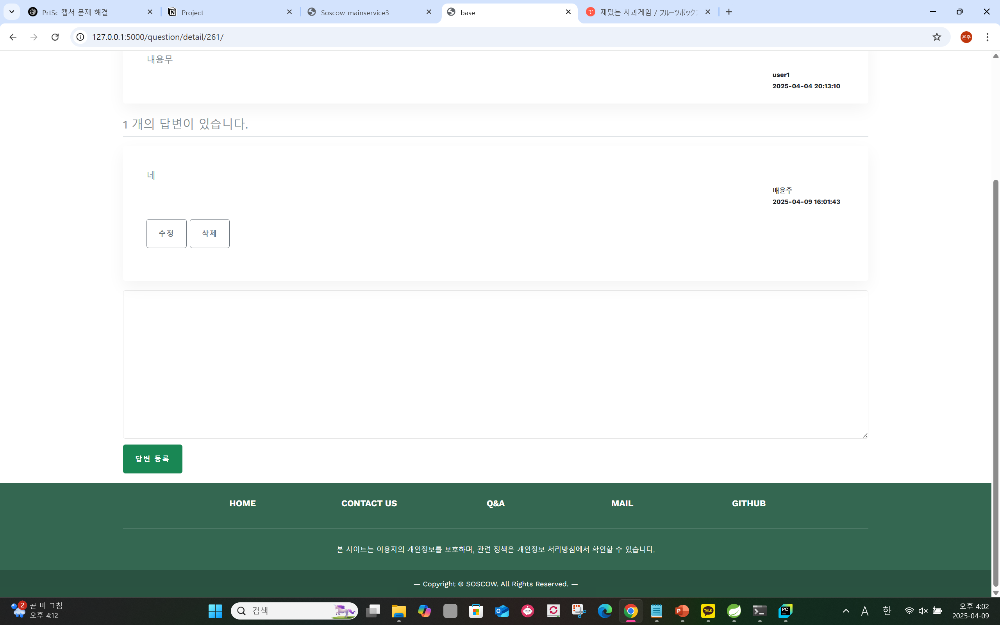 PrtSc 캡처 문제 해결
Project
Soscow-mainservice3
base
재밌는 사과게임 / フルーツボックス
127.0.0.1:5000/question/detail/261/
윤주
내용무
user1
2025-04-04 20:13:10
1 개의 답변이 있습니다.
네
배윤주
2025-04-09 16:01:43
수정 삭제
답변 등록
HOME CONTACT US Q&A MAIL GITHUB
본 사이트는 이용자의 개인정보를 보호하며, 관련 정책은 개인정보 처리방침에서 확인할 수 있습니다.
— Copyright © SOSCOW. All Rights Reserved. —
2
곧 비 그침
오후 4:12
검색
TALK
PC
A
한
오후 4:02
2025-04-09